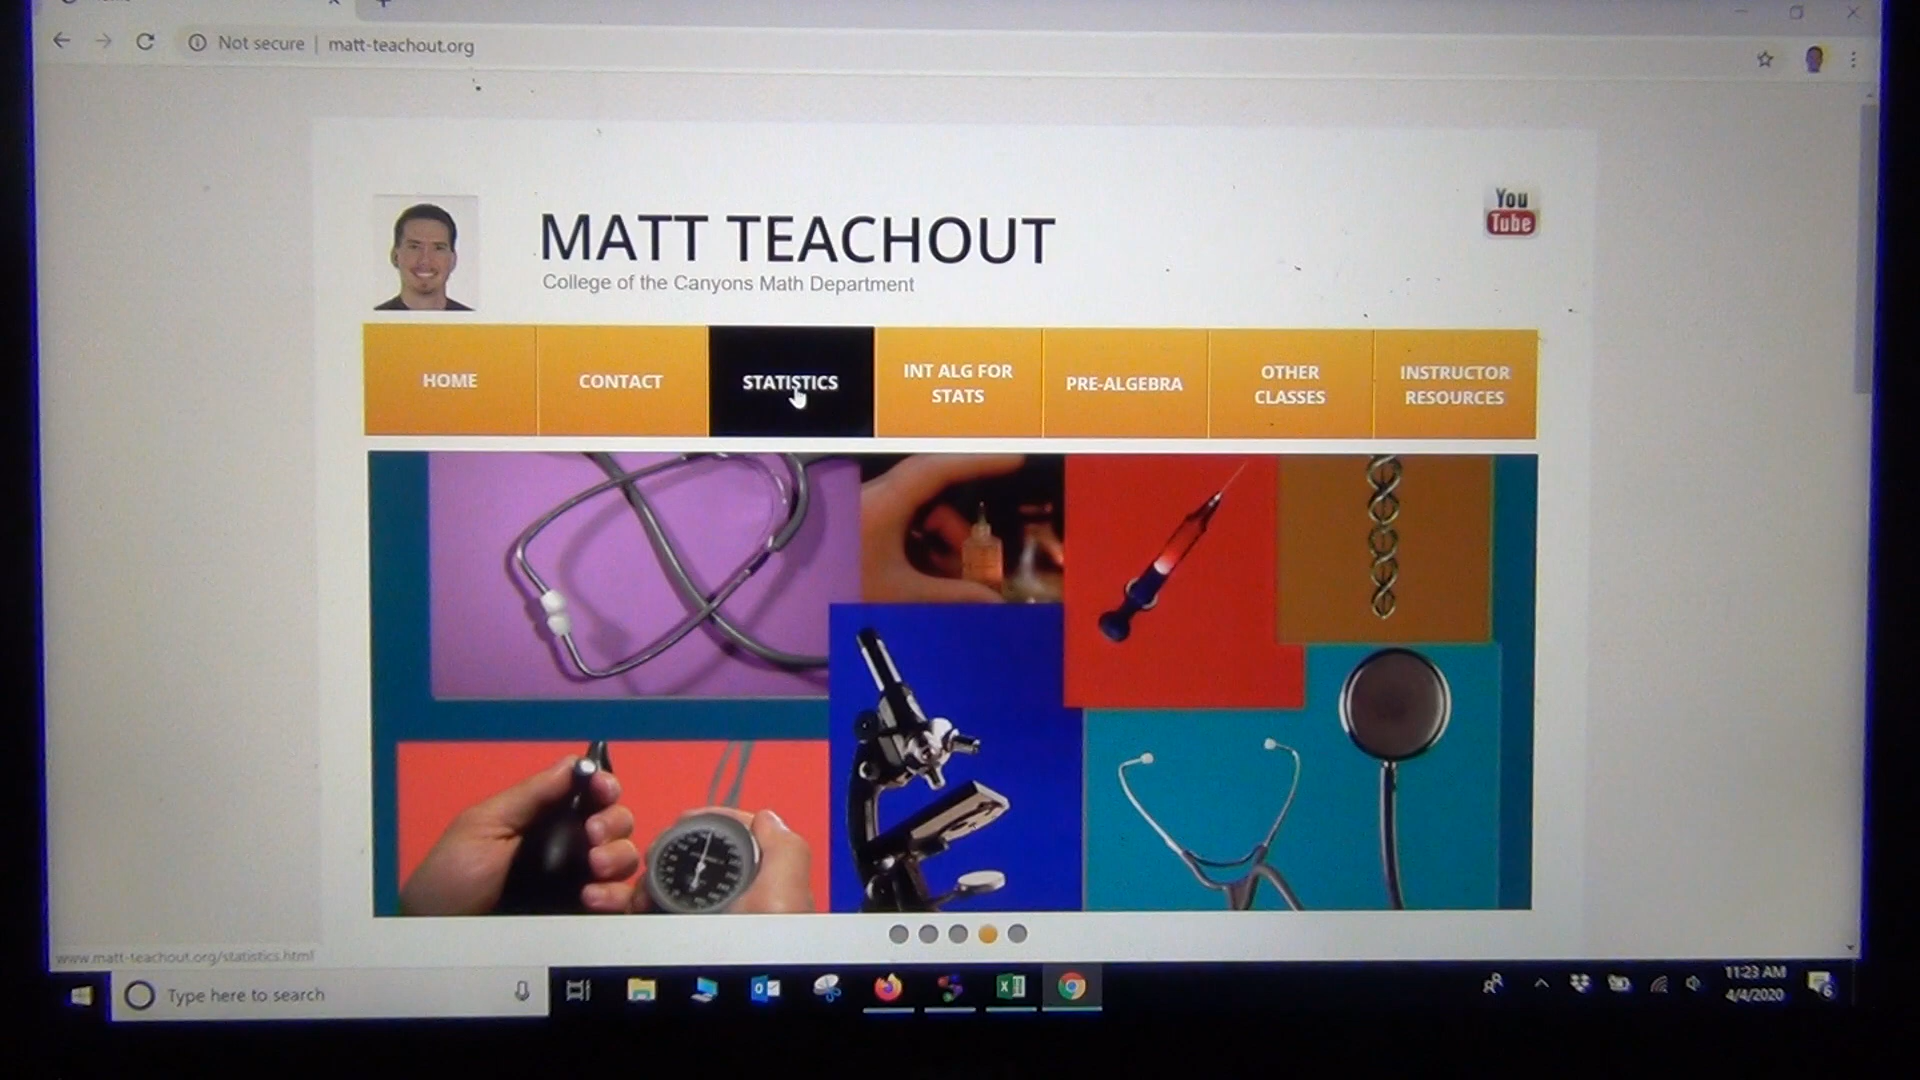 Not secure | matt-teachout.org
You
Tube
MATT TEACHOUT
College of the Canyons Math Department
HOME
CONTACT
STATISTICS
INT ALG FOR
STATS
PRE-ALGEBRA
OTHER
CLASSES
INSTRUCTOR
RESOURCES
www.matt-teachout.org/statistics.html
Type here to search
11:23 AM
4/4/2020
6